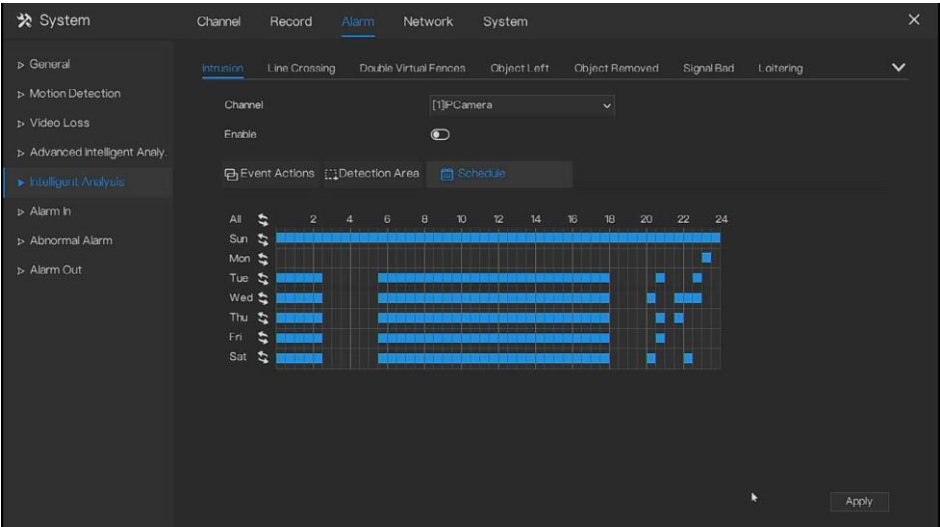 System Channel Record Alarm Network System
General
Motion Detection
Video Loss
Advanced Intelligent Analy.
Intelligent Analysis
Alarm In
Abnormal Alarm
Alarm Out
Intrusion Line Crossing Double Virtual Fences Object Left Object Removed Signal Bad Loitering
Channel [1]IPCamera
Enable
Event Actions Detection Area Schedule
All 2 4 6 8 10 12 14 16 18 20 22 24
Sun
Mon
Tue
Wed
Thu
Fri
Sat
Apply